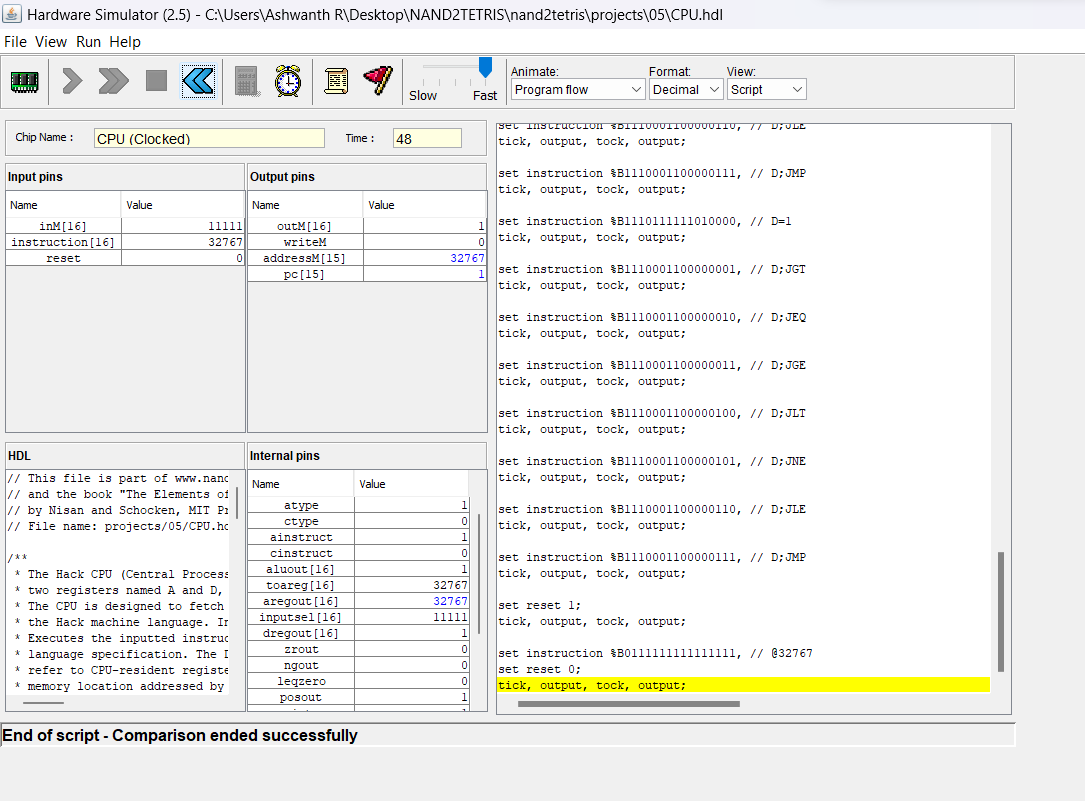 Hardware Simulator (2.5) - C:\Users\Ashwanth R\Desktop\NAND2TETRIS\nand2tetris\projects\05\CPU.hdl
File View Run Help
Slow Fast
Animate: Format: View:
Program flow Decimal Script
Chip Name : CPU (Clocked) Time : 48
Input pins
Name Value
inM[16] 11111
instruction[16] 32767
reset 0
Output pins
Name Value
outM[16] 1
writeM 0
addressM[15] 32767
pc[15] 1
HDL
// This file is part of www.nand
// and the book "The Elements of
// by Nisan and Schocken, MIT Pr
// File name: projects/05/CPU.hd
/**
* The Hack CPU (Central Process
* two registers named A and D,
* The CPU is designed to fetch
* the Hack machine language. In
* Executes the inputted instruc
* language specification. The D
* refer to CPU-resident registe
* memory location addressed by
Internal pins
Name Value
atype 1
ctype 0
ainstruct 1
cinstruct 0
aluout[16] 1
toareg[16] 32767
aregout[16] 32767
inputsel[16] 11111
dregout[16] 1
zrout 0
ngout 0
leqzero 0
posout 1
set instruction %B1110001100000110, // D;JLE
tick, output, tock, output;
set instruction %B1110001100000111, // D;JMP
tick, output, tock, output;
set instruction %B1110111111010000, // D=1
tick, output, tock, output;
set instruction %B1110001100000001, // D;JGT
tick, output, tock, output;
set instruction %B1110001100000010, // D;JEQ
tick, output, tock, output;
set instruction %B1110001100000011, // D;JGE
tick, output, tock, output;
set instruction %B1110001100000100, // D;JLT
tick, output, tock, output;
set instruction %B1110001100000101, // D;JNE
tick, output, tock, output;
set instruction %B1110001100000110, // D;JLE
tick, output, tock, output;
set instruction %B1110001100000111, // D;JMP
tick, output, tock, output;
set reset 1;
tick, output, tock, output;
set instruction %B0111111111111111, // @32767
set reset 0;
tick, output, tock, output;
End of script - Comparison ended successfully